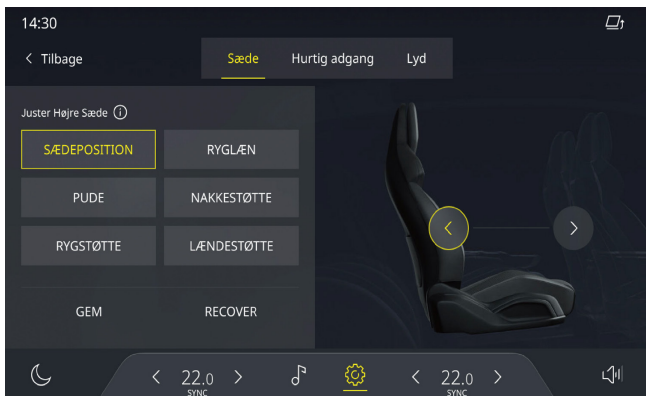 14:30
< Tilbage
Sæde Hurtig adgang Lyd
Juster Højre Sæde
SÆDEPOSITION RYGLÆN
PUDE NAKKESTØTTE
RYGSTØTTE LÆNDESTØTTE
GEM RECOVER
< 22.0 > < 22.0 >
SYNC SYNC